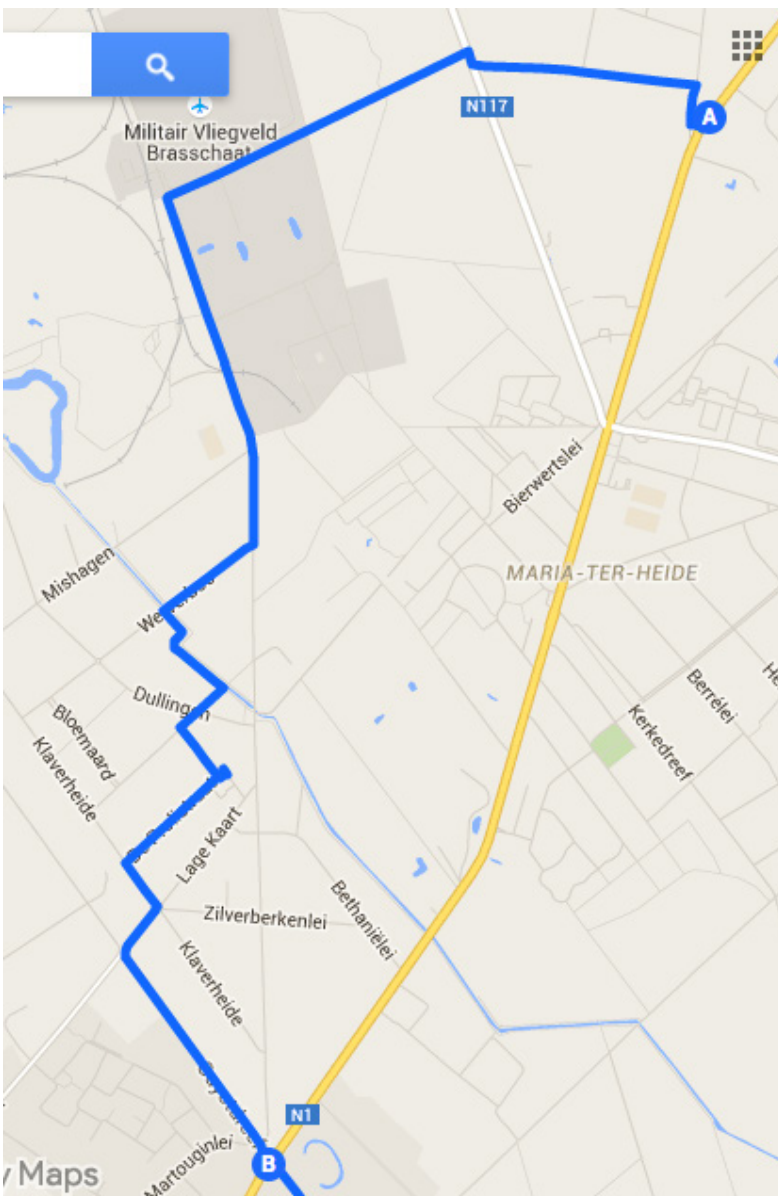 N117
A
Militair Vliegveld
Brasschaat
Bierwertslei
Mishagen
MARIA-TER-HEIDE
Dullingen
Berrélei
Kerkedreef
Bloemaard
Klaverheide
Lage Kaart
Bethaniëlei
Zilverberkenlei
Klaverheide
N1
Martouginlei
B
Maps